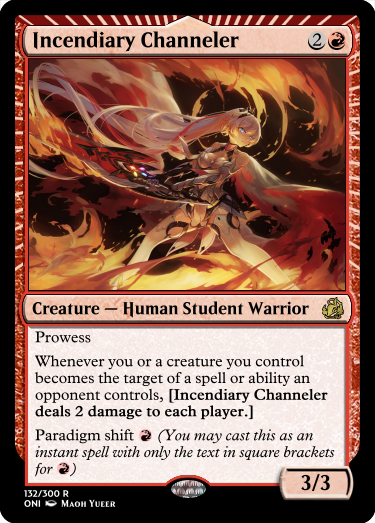 Incendiary Channeler 2
Creature — Human Student Warrior
Prowess
Whenever you or a creature you control
becomes the target of a spell or ability an
opponent controls, [Incendiary Channeler
deals 2 damage to each player.]
Paradigm shift (You may cast this as an
instant spell with only the text in square brackets
for )
3/3
132/300 R
ONI Maoh Yueer